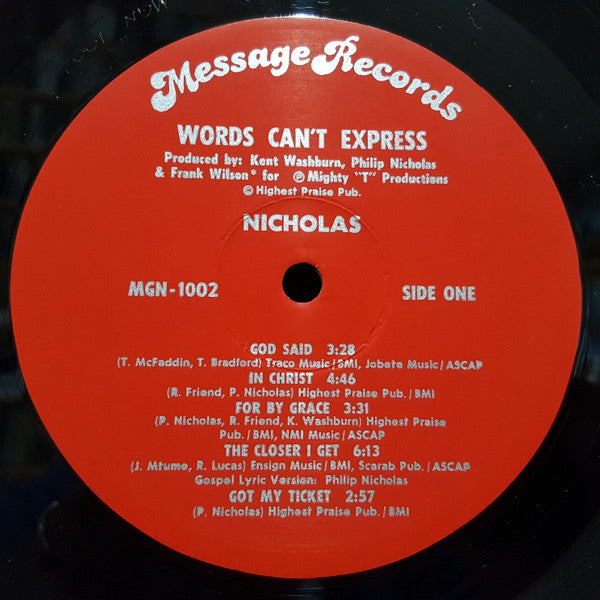 Message Records
WORDS CAN'T EXPRESS
Produced by: Kent Washburn, Philip Nicholas
& Frank Wilson* for ℗ Mighty "T" Productions
© Highest Praise Pub.
NICHOLAS
MGN-1002 SIDE ONE
GOD SAID 3:28
(T. McFaddin, T. Bradford) Traco Music/BMI, Jobete Music/ASCAP
IN CHRIST 4:46
(R. Friend, P. Nicholas) Highest Praise Pub./BMI
FOR BY GRACE 3:31
(P. Nicholas, R. Friend, K. Washburn) Highest Praise
Pub./BMI, NMI Music/ASCAP
THE CLOSER I GET 6:13
(J. Mtume, R. Lucas) Ensign Music/BMI, Scarab Pub./ASCAP
Gospel Lyric Version: Philip Nicholas
GOT MY TICKET 2:57
(P. Nicholas) Highest Praise Pub./BMI